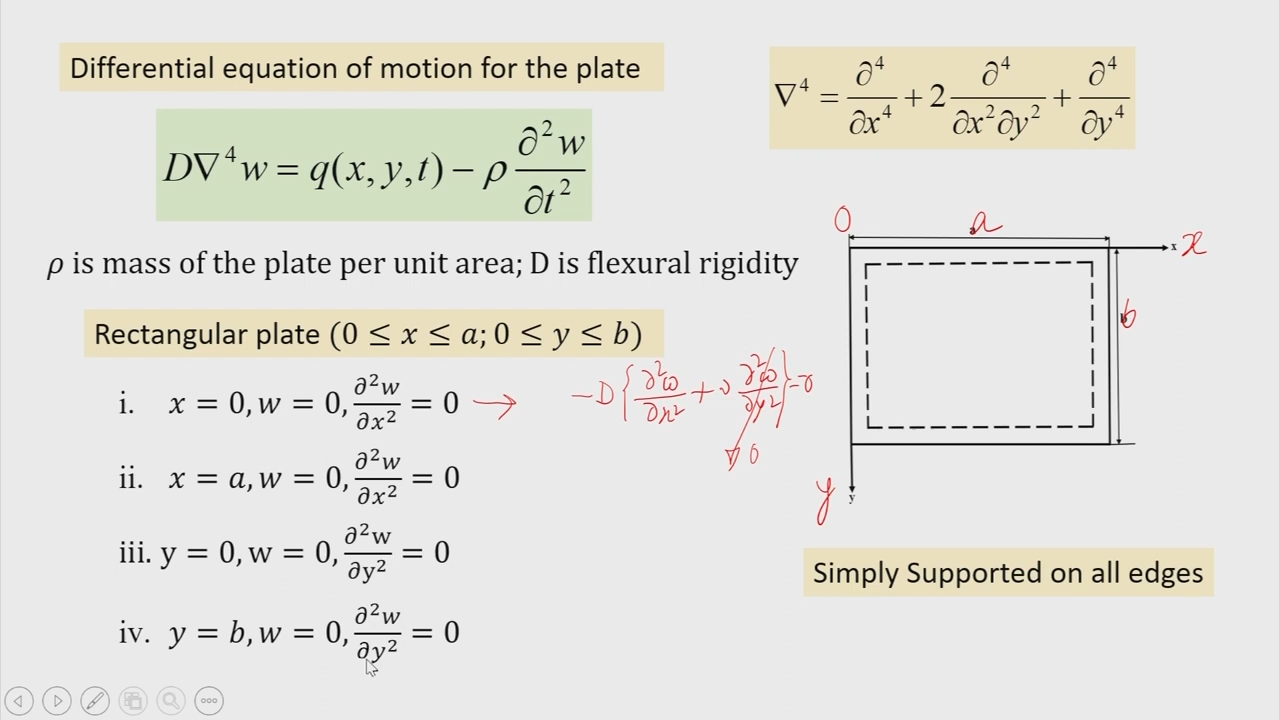 Differential equation of motion for the plate
∇⁴ = ∂⁴/∂x⁴ + 2 ∂⁴/∂x²∂y² + ∂⁴/∂y⁴
D∇⁴w = q(x, y, t) − ρ ∂²w/∂t²
ρ is mass of the plate per unit area; D is flexural rigidity
Rectangular plate (0 ≤ x ≤ a; 0 ≤ y ≤ b)
i. x = 0, w = 0, ∂²w/∂x² = 0 → −D{∂²ω/∂x² + ν ∂²ω/∂y²} = 0
0
ii. x = a, w = 0, ∂²w/∂x² = 0
iii. y = 0, w = 0, ∂²w/∂y² = 0
iv. y = b, w = 0, ∂²w/∂y² = 0
0
a
x x
b
y y
Simply Supported on all edges